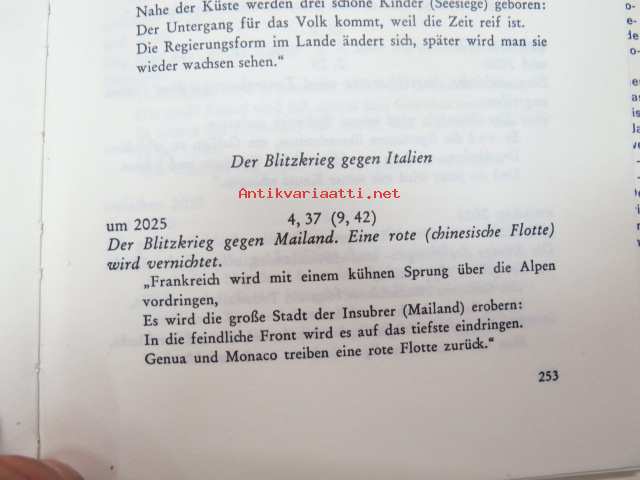 Nahe der Küste werden drei schöne Kinder (Seesiege) geboren:
Der Untergang für das Volk kommt, weil die Zeit reif ist.
Die Regierungsform im Lande ändert sich, später wird man sie
wieder wachsen sehen.“
Der Blitzkrieg gegen Italien
Antikvariaatti.net
um 2025 4, 37 (9, 42)
Der Blitzkrieg gegen Mailand. Eine rote (chinesische Flotte)
wird vernichtet.
„Frankreich wird mit einem kühnen Sprung über die Alpen
vordringen,
Es wird die große Stadt der Insubrer (Mailand) erobern:
In die feindliche Front wird es auf das tiefste eindringen.
Genua und Monaco treiben eine rote Flotte zurück.“
253